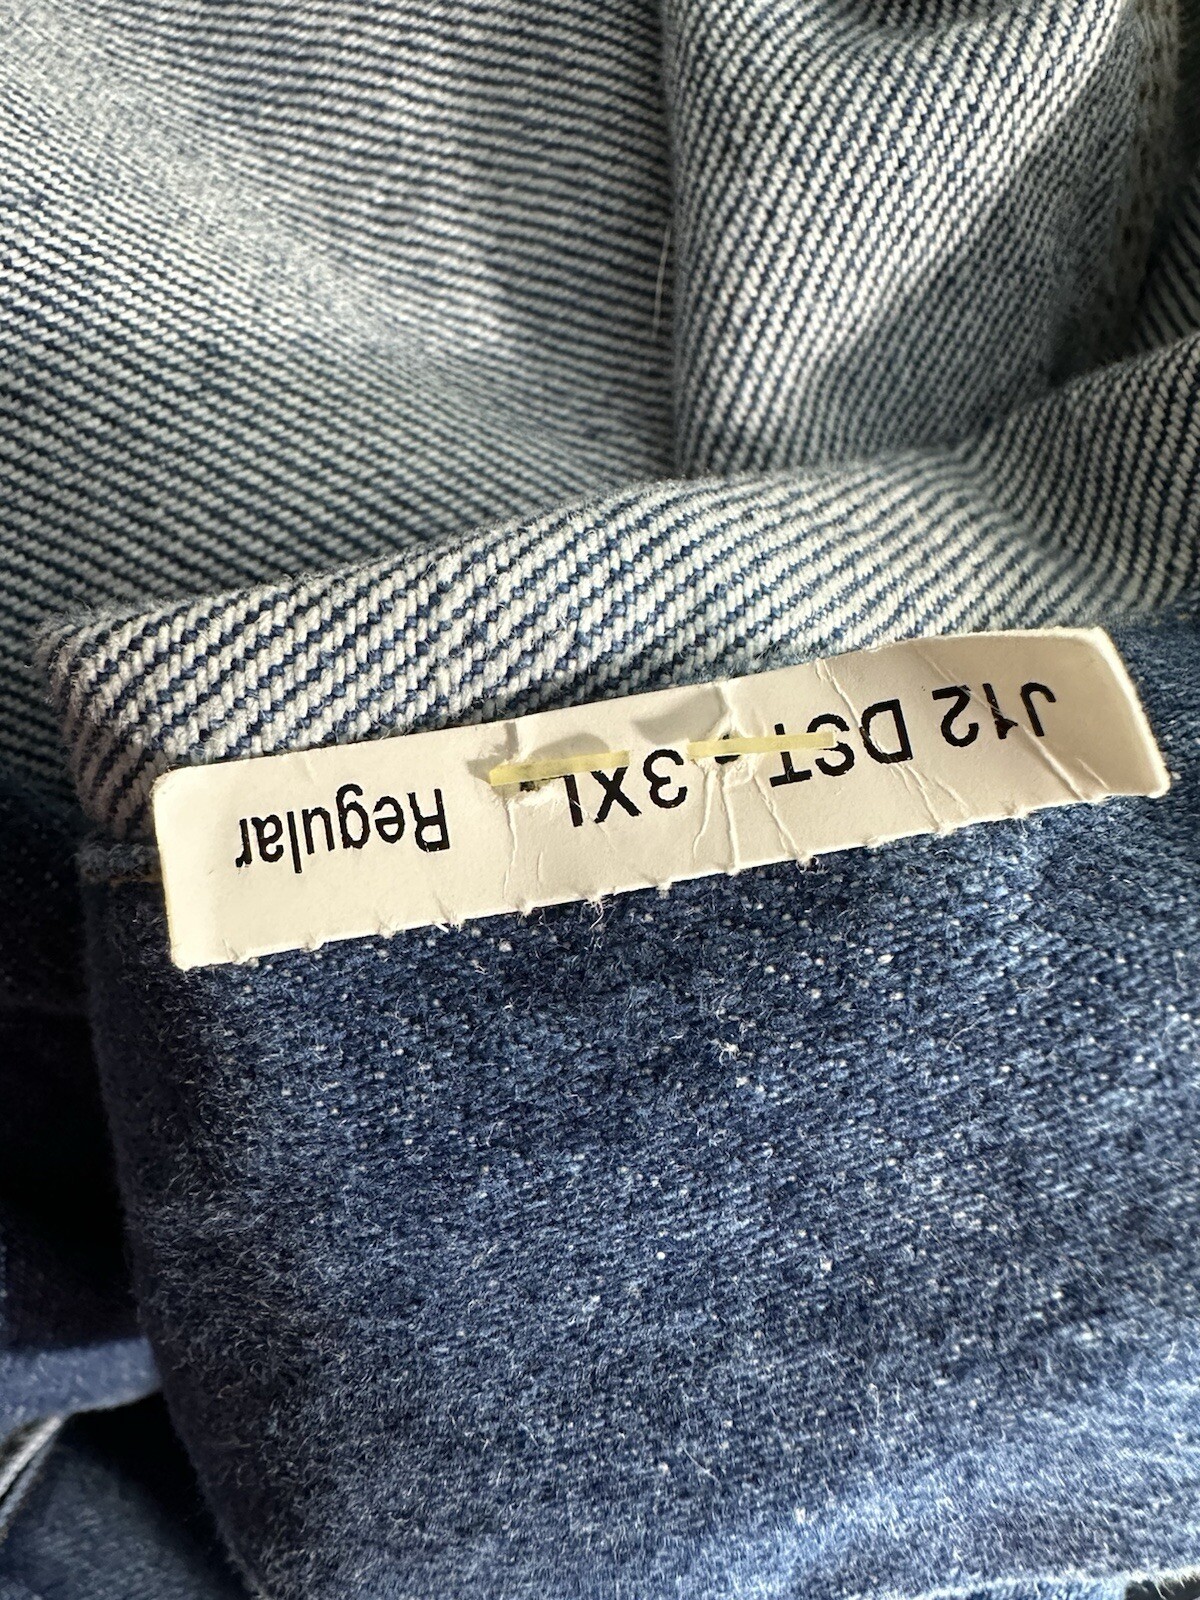 J12 DST • 3XL • Regular